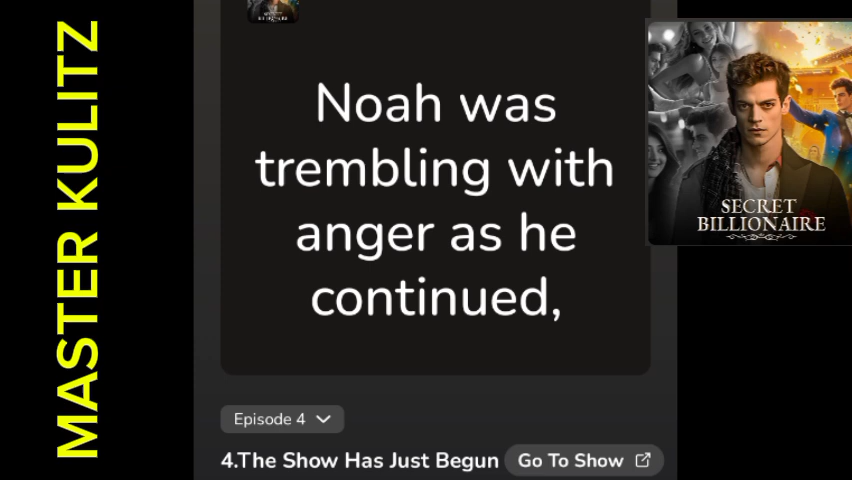 MASTER KULITZ
Noah was
trembling with
anger as he
continued,
SECRET
BILLIONAIRE
Episode 4
4.The Show Has Just Begun
Go To Show